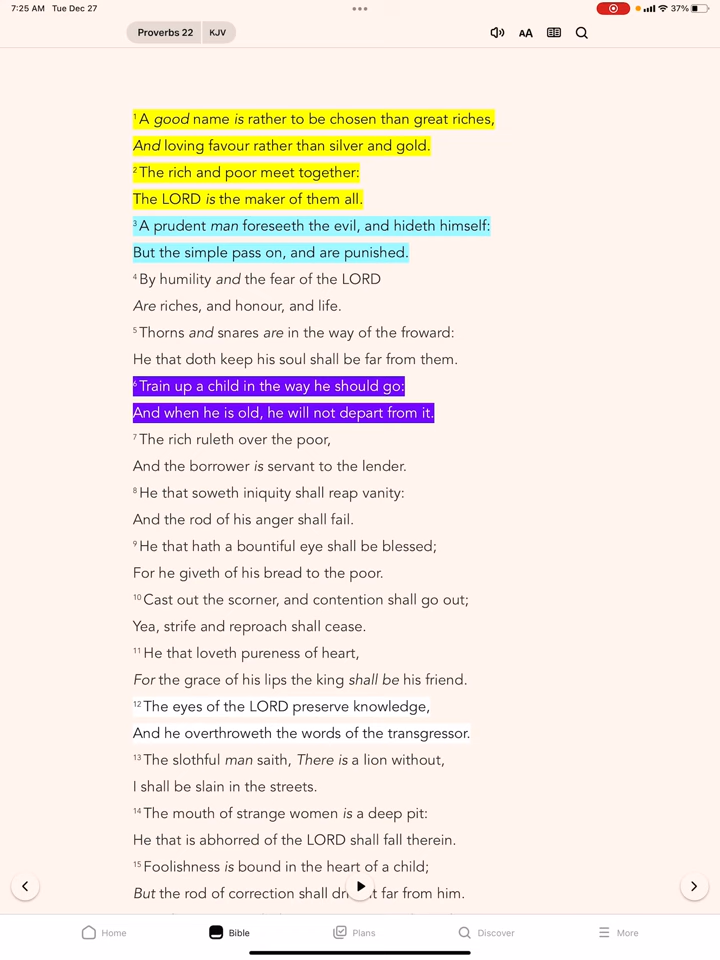 7:25 AM Tue Dec 27
37%
Proverbs 22 KJV
AA
1 A good name is rather to be chosen than great riches,
And loving favour rather than silver and gold.
2 The rich and poor meet together:
The LORD is the maker of them all.
3 A prudent man foreseeth the evil, and hideth himself:
But the simple pass on, and are punished.
4 By humility and the fear of the LORD
Are riches, and honour, and life.
5 Thorns and snares are in the way of the froward:
He that doth keep his soul shall be far from them.
6 Train up a child in the way he should go:
And when he is old, he will not depart from it.
7 The rich ruleth over the poor,
And the borrower is servant to the lender.
8 He that soweth iniquity shall reap vanity:
And the rod of his anger shall fail.
9 He that hath a bountiful eye shall be blessed;
For he giveth of his bread to the poor.
10 Cast out the scorner, and contention shall go out;
Yea, strife and reproach shall cease.
11 He that loveth pureness of heart,
For the grace of his lips the king shall be his friend.
12 The eyes of the LORD preserve knowledge,
And he overthroweth the words of the transgressor.
13 The slothful man saith, There is a lion without,
I shall be slain in the streets.
14 The mouth of strange women is a deep pit:
He that is abhorred of the LORD shall fall therein.
15 Foolishness is bound in the heart of a child;
But the rod of correction shall far from him.
Home Bible Plans Discover More